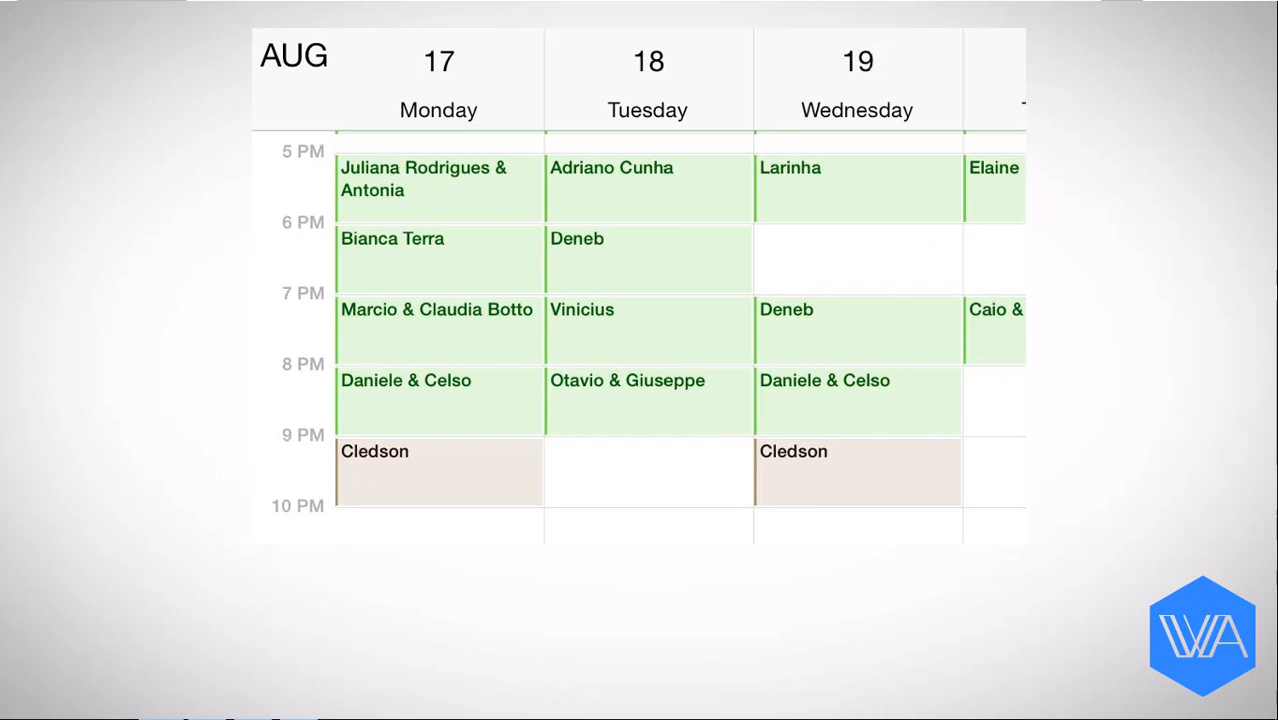 AUG
17
18
19
Monday
Tuesday
Wednesday
5 PM
Juliana Rodrigues &
Antonia
Adriano Cunha
Larinha
Elaine
6 PM
Bianca Terra
Deneb
7 PM
Marcio & Claudia Botto
Vinicius
Deneb
Caio &
8 PM
Daniele & Celso
Otavio & Giuseppe
Daniele & Celso
9 PM
Cledson
Cledson
10 PM
WA